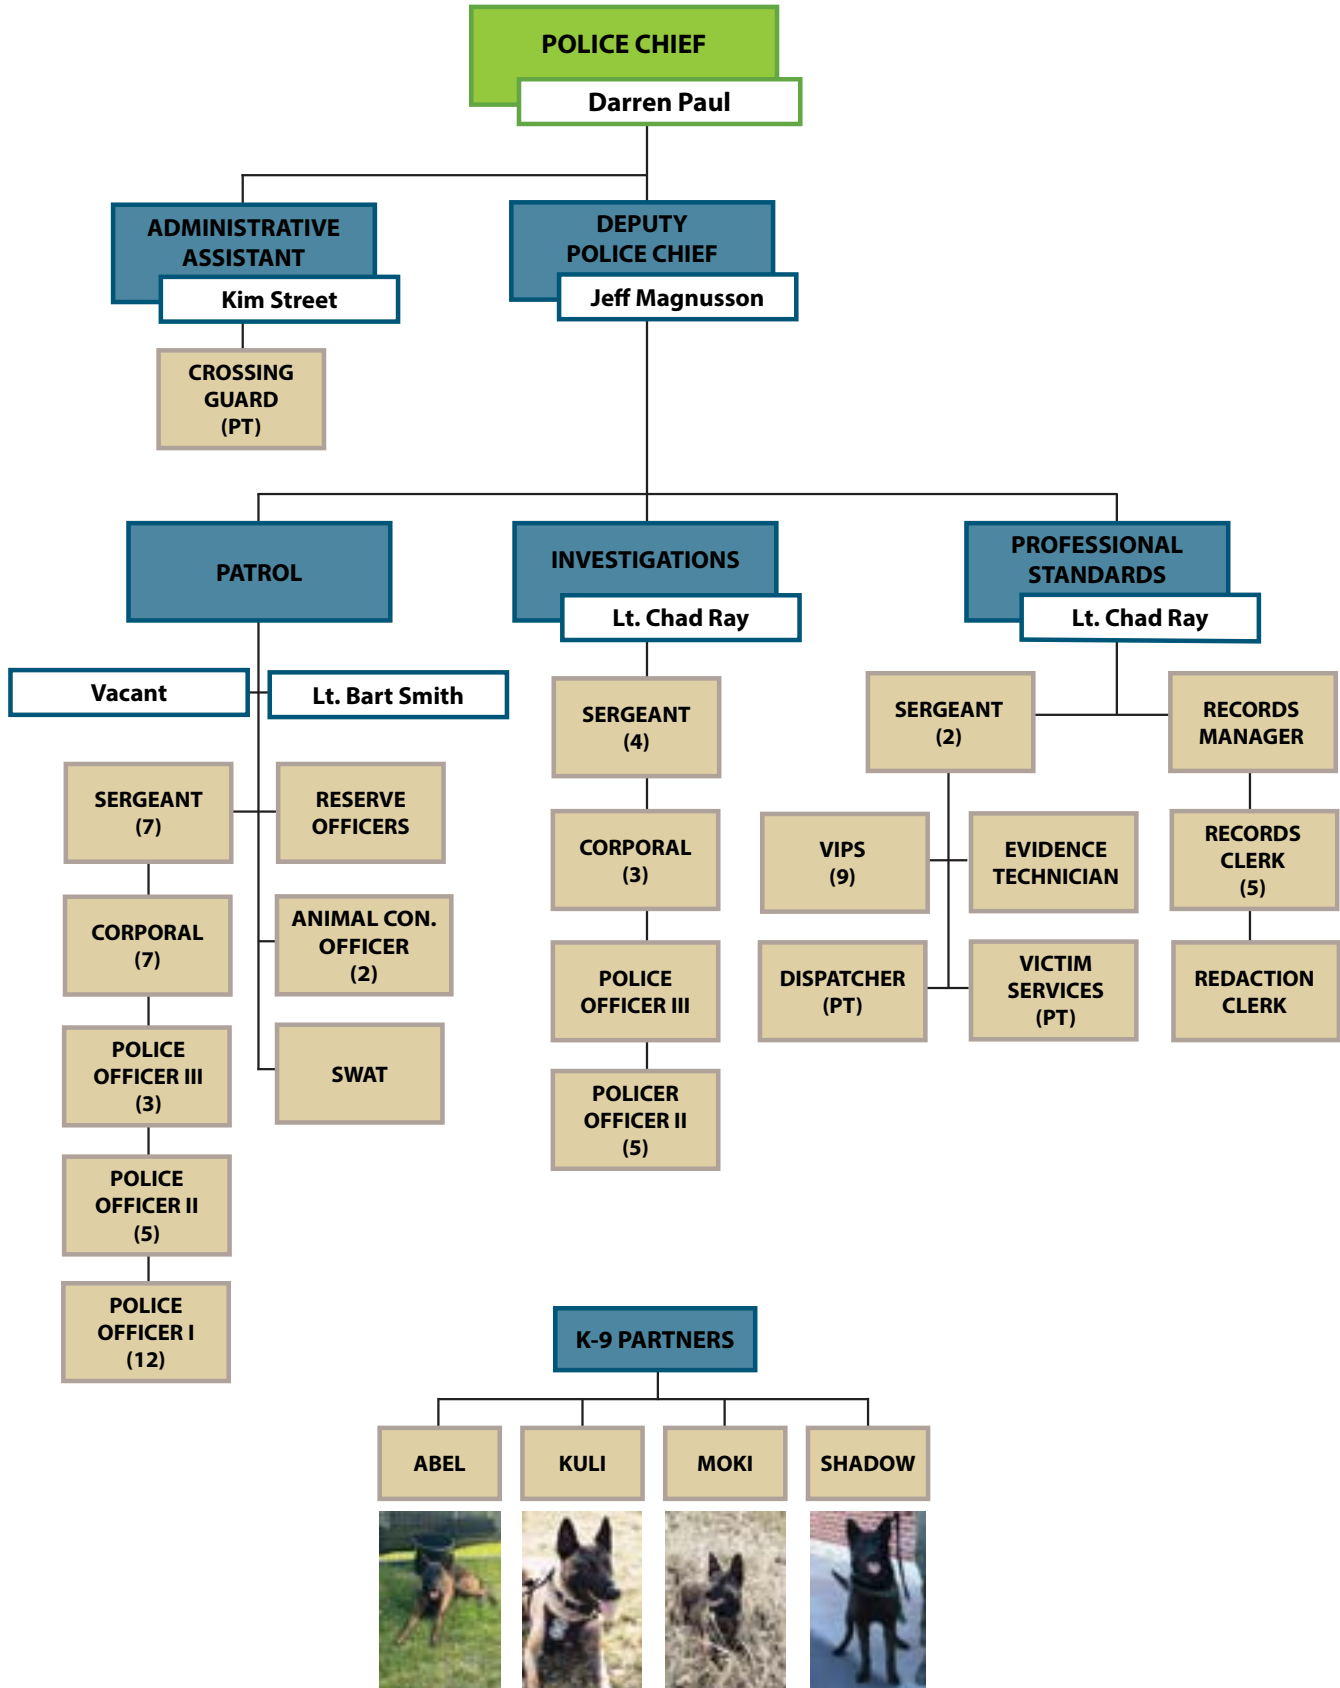 POLICE CHIEF
Darren Paul
ADMINISTRATIVE
ASSISTANT
Kim Street
DEPUTY
POLICE CHIEF
Jeff Magnusson
CROSSING
GUARD
(PT)
PATROL
Vacant
Lt. Bart Smith
SERGEANT
(7)
RESERVE
OFFICERS
CORPORAL
(7)
ANIMAL CON.
OFFICER
(2)
POLICE
OFFICER III
(3)
SWAT
POLICE
OFFICER II
(5)
POLICE
OFFICER I
(12)
INVESTIGATIONS
Lt. Chad Ray
SERGEANT
(4)
CORPORAL
(3)
POLICE
OFFICER III
POLICER
OFFICER II
(5)
PROFESSIONAL
STANDARDS
Lt. Chad Ray
SERGEANT
(2)
RECORDS
MANAGER
VIPS
(9)
EVIDENCE
TECHNICIAN
RECORDS
CLERK
(5)
DISPATCHER
(PT)
VICTIM
SERVICES
(PT)
REDACTION
CLERK
K-9 PARTNERS
ABEL
KULI
MOKI
SHADOW